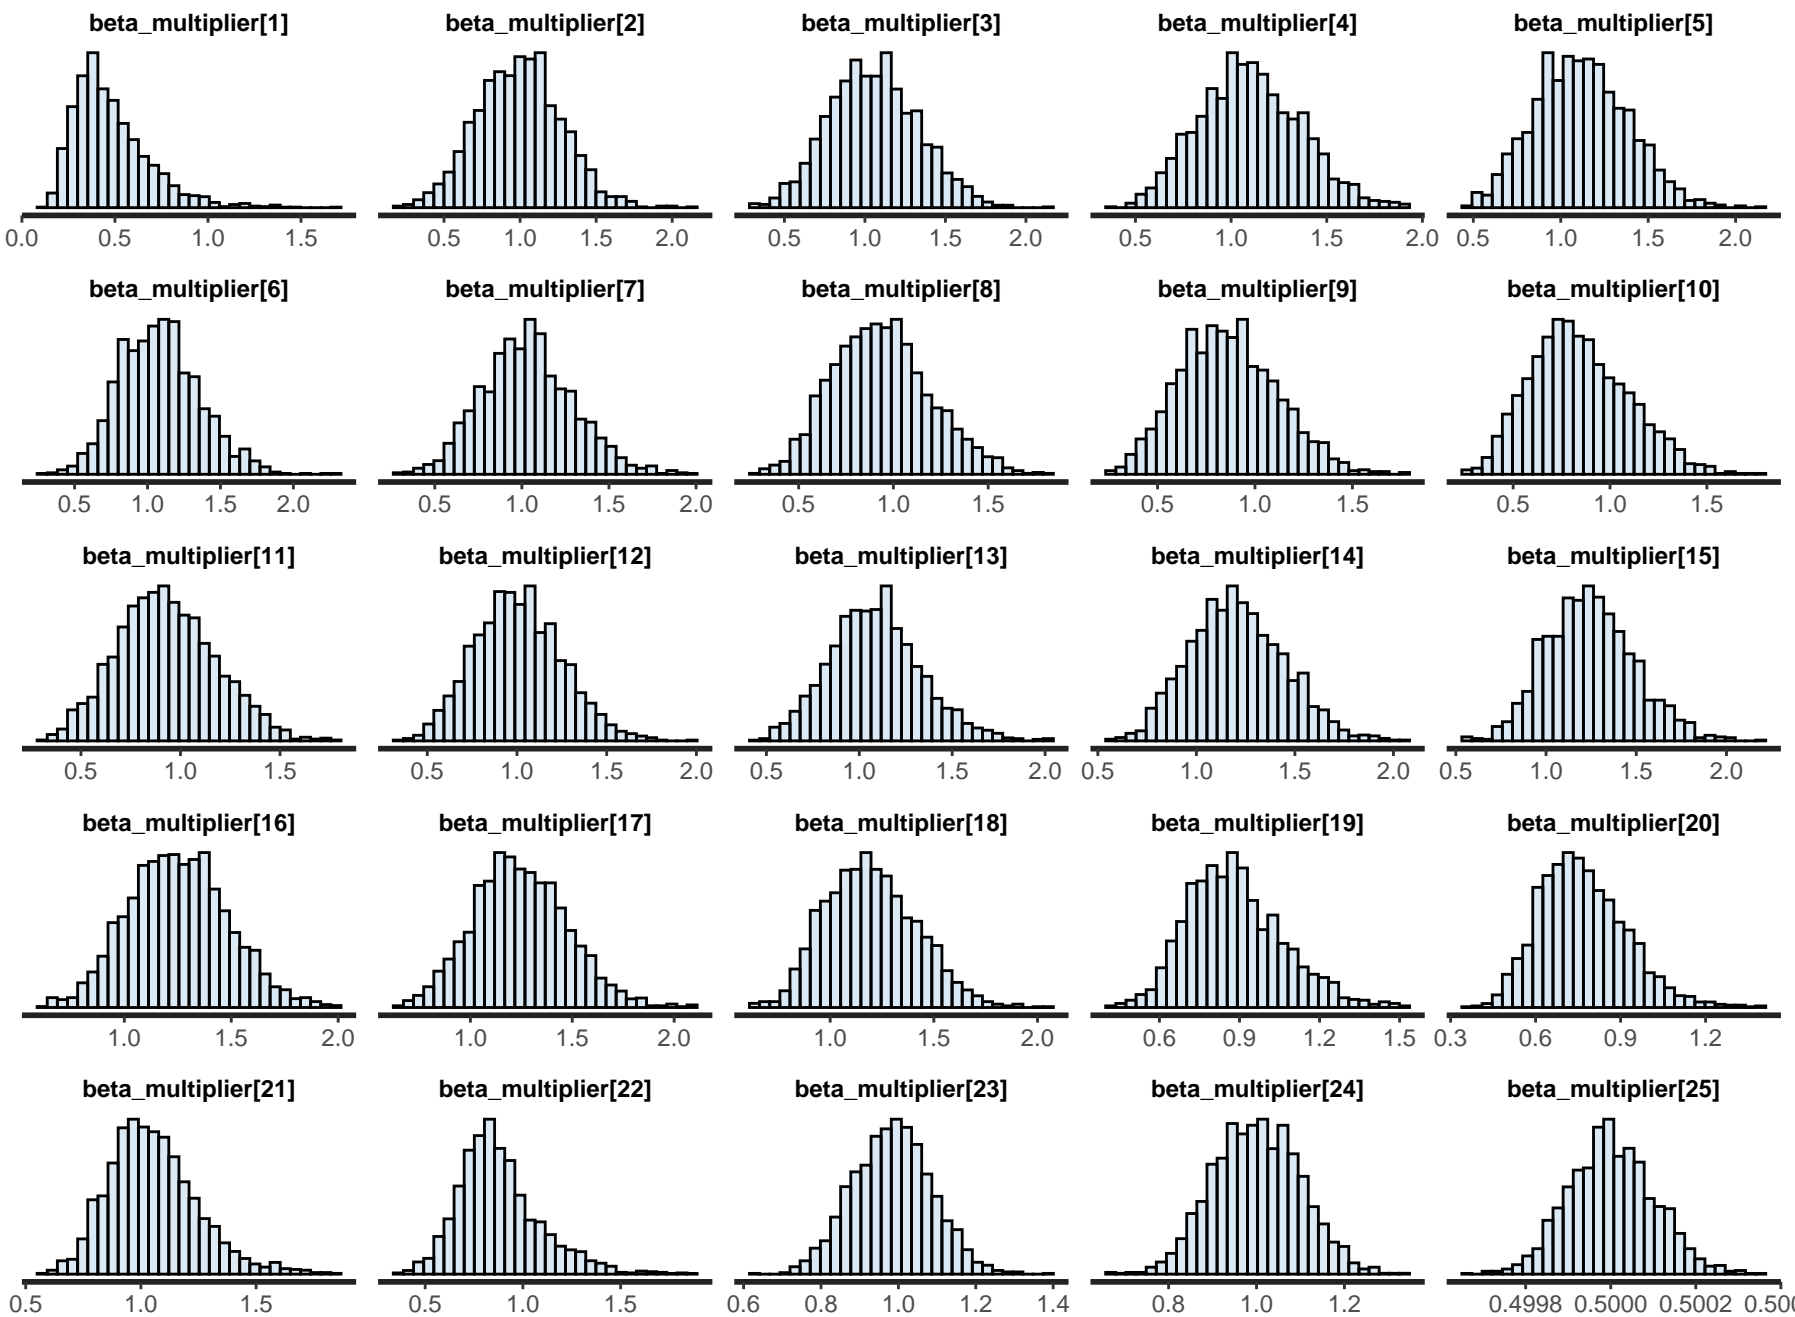 beta_multiplier[1] beta_multiplier[2] beta_multiplier[3] beta_multiplier[4] beta_multiplier[5]
0.0 0.5 1.0 1.5 0.5 1.0 1.5 2.0 0.5 1.0 1.5 2.0 0.5 1.0 1.5 2.0 0.5 1.0 1.5 2.0
beta_multiplier[6] beta_multiplier[7] beta_multiplier[8] beta_multiplier[9] beta_multiplier[10]
0.5 1.0 1.5 2.0 0.5 1.0 1.5 2.0 0.5 1.0 1.5 0.5 1.0 1.5 0.5 1.0 1.5
beta_multiplier[11] beta_multiplier[12] beta_multiplier[13] beta_multiplier[14] beta_multiplier[15]
0.5 1.0 1.5 0.5 1.0 1.5 2.0 0.5 1.0 1.5 2.0 0.5 1.0 1.5 2.0 0.5 1.0 1.5 2.0
beta_multiplier[16] beta_multiplier[17] beta_multiplier[18] beta_multiplier[19] beta_multiplier[20]
1.0 1.5 2.0 1.0 1.5 2.0 1.0 1.5 2.0 0.6 0.9 1.2 1.5 0.3 0.6 0.9 1.2
beta_multiplier[21] beta_multiplier[22] beta_multiplier[23] beta_multiplier[24] beta_multiplier[25]
0.5 1.0 1.5 0.5 1.0 1.5 0.6 0.8 1.0 1.2 1.4 0.8 1.0 1.2 0.4998 0.5000 0.5002